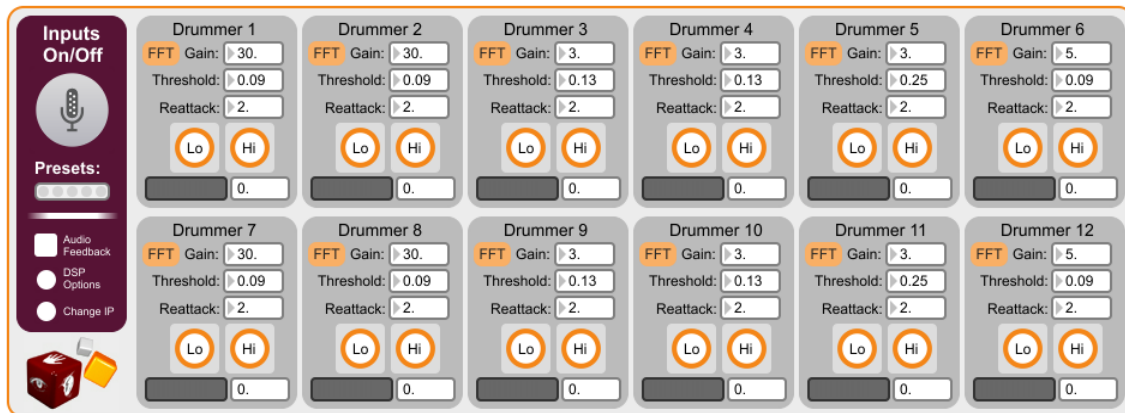 Inputs
On/Off
Presets:
Audio
Feedback
DSP
Options
Change IP
Drummer 1
FFT Gain: 30.
Threshold: 0.09
Reattack: 2.
Lo Hi
0.
Drummer 2
FFT Gain: 30.
Threshold: 0.09
Reattack: 2.
Lo Hi
0.
Drummer 3
FFT Gain: 3.
Threshold: 0.13
Reattack: 2.
Lo Hi
0.
Drummer 4
FFT Gain: 3.
Threshold: 0.13
Reattack: 2.
Lo Hi
0.
Drummer 5
FFT Gain: 3.
Threshold: 0.25
Reattack: 2.
Lo Hi
0.
Drummer 6
FFT Gain: 5.
Threshold: 0.09
Reattack: 2.
Lo Hi
0.
Drummer 7
FFT Gain: 30.
Threshold: 0.09
Reattack: 2.
Lo Hi
0.
Drummer 8
FFT Gain: 30.
Threshold: 0.09
Reattack: 2.
Lo Hi
0.
Drummer 9
FFT Gain: 3.
Threshold: 0.13
Reattack: 2.
Lo Hi
0.
Drummer 10
FFT Gain: 3.
Threshold: 0.13
Reattack: 2.
Lo Hi
0.
Drummer 11
FFT Gain: 3.
Threshold: 0.25
Reattack: 2.
Lo Hi
0.
Drummer 12
FFT Gain: 5.
Threshold: 0.09
Reattack: 2.
Lo Hi
0.